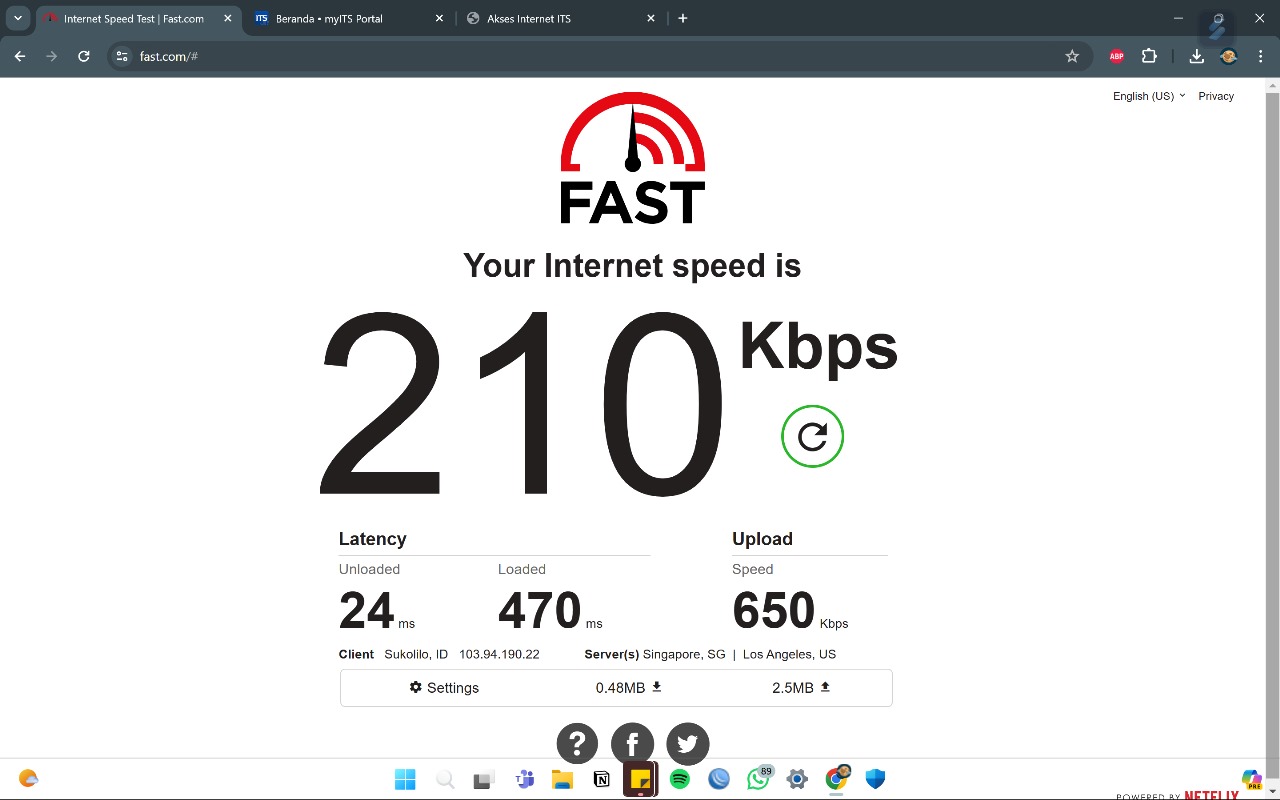 Internet Speed Test | Fast.com
Beranda • myITS Portal
Akses Internet ITS
fast.com/#
ABP
English (US)
Privacy
FAST
Your Internet speed is
210 Kbps
Latency
Upload
Unloaded
Loaded
Speed
24 ms
470 ms
650 Kbps
Client Sukolilo, ID 103.94.190.22
Server(s) Singapore, SG | Los Angeles, US
Settings
0.48MB
2.5MB
POWERED BY NETFLIX
89
PRE